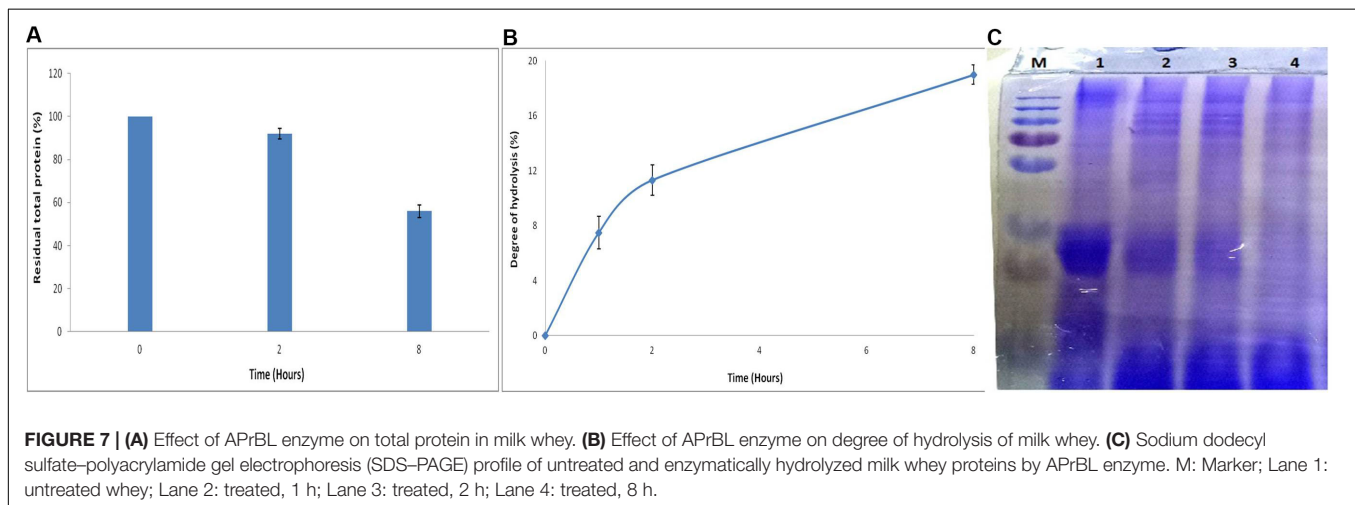 A
Residual total protein (%)
120
100
80
60
40
20
0
0 2 8
Time (Hours)
B
Degree of hydrolysis (%)
20
16
12
8
4
0
0 2 4 6 8
Time (Hours)
C
M 1 2 3 4
FIGURE 7 | (A) Effect of APrBL enzyme on total protein in milk whey. (B) Effect of APrBL enzyme on degree of hydrolysis of milk whey. (C) Sodium dodecyl
sulfate–polyacrylamide gel electrophoresis (SDS–PAGE) profile of untreated and enzymatically hydrolyzed milk whey proteins by APrBL enzyme. M: Marker; Lane 1:
untreated whey; Lane 2: treated, 1 h; Lane 3: treated, 2 h; Lane 4: treated, 8 h.